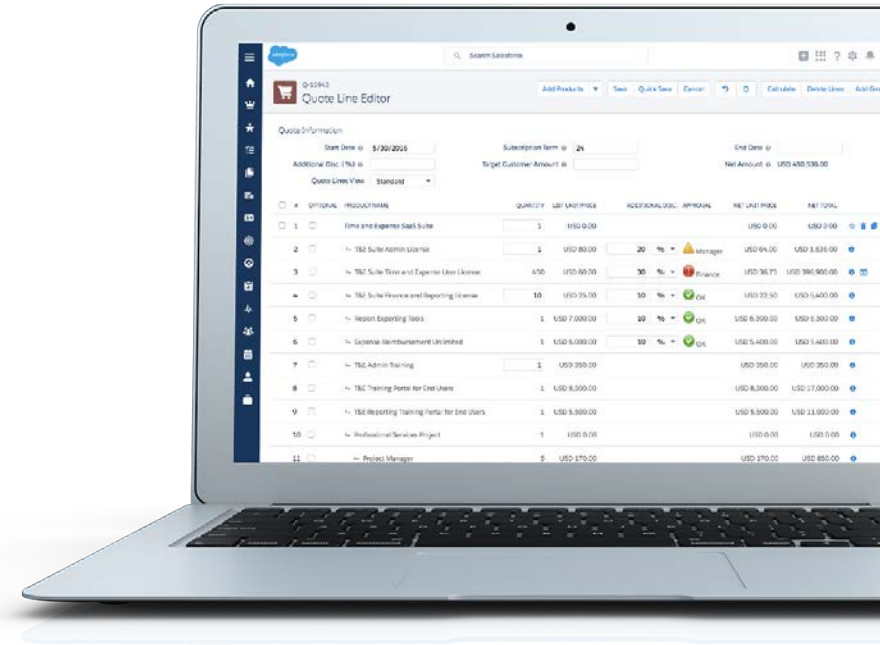 salesforce
Search Salesforce
Quote Line Editor
Add Products Save Quick Save Cancel Calculate Delete Lines
Quote Information
Start Date 5/30/2016 Subscription Term 24 End Date
Additional Disc. (%) Target Customer Amount Net Amount
Quote Lines View Standard
# OPTIONAL PRODUCT NAME QUANTITY LIST UNIT PRICE ADDITIONAL DISC. APPROVAL NET UNIT PRICE NET TOTAL
1 Time and Expense SaaS Suite 1 USD 0.00 USD 0.00 USD 0.00
2 T&E Suite Admin License 1 USD 80.00 20 % Manager USD 64.00 USD 1,536.00
3 T&E Suite Time and Expense User License 450 USD 60.00 30 % Finance USD 36.75 USD 396,900.00
4 T&E Suite Finance and Reporting License 10 USD 25.00 10 % OK USD 22.50 USD 5,400.00
5 Report Exporting Tools 1 USD 7,000.00 10 % OK USD 6,300.00 USD 6,300.00
6 Expense Reimbursement Unlimited 1 USD 6,000.00 10 % OK USD 5,400.00 USD 5,400.00
7 T&E Admin Training 1 USD 350.00 USD 350.00 USD 350.00
8 T&E Training Portal for End Users 1 USD 8,500.00 USD 8,500.00 USD 17,000.00
9 T&E Reporting Training Portal for End Users 1 USD 5,500.00 USD 5,500.00 USD 11,000.00
10 Professional Services Project 1 USD 0.00 USD 0.00 USD 0.00
11 Project Manager 5 USD 170.00 USD 170.00 USD 850.00